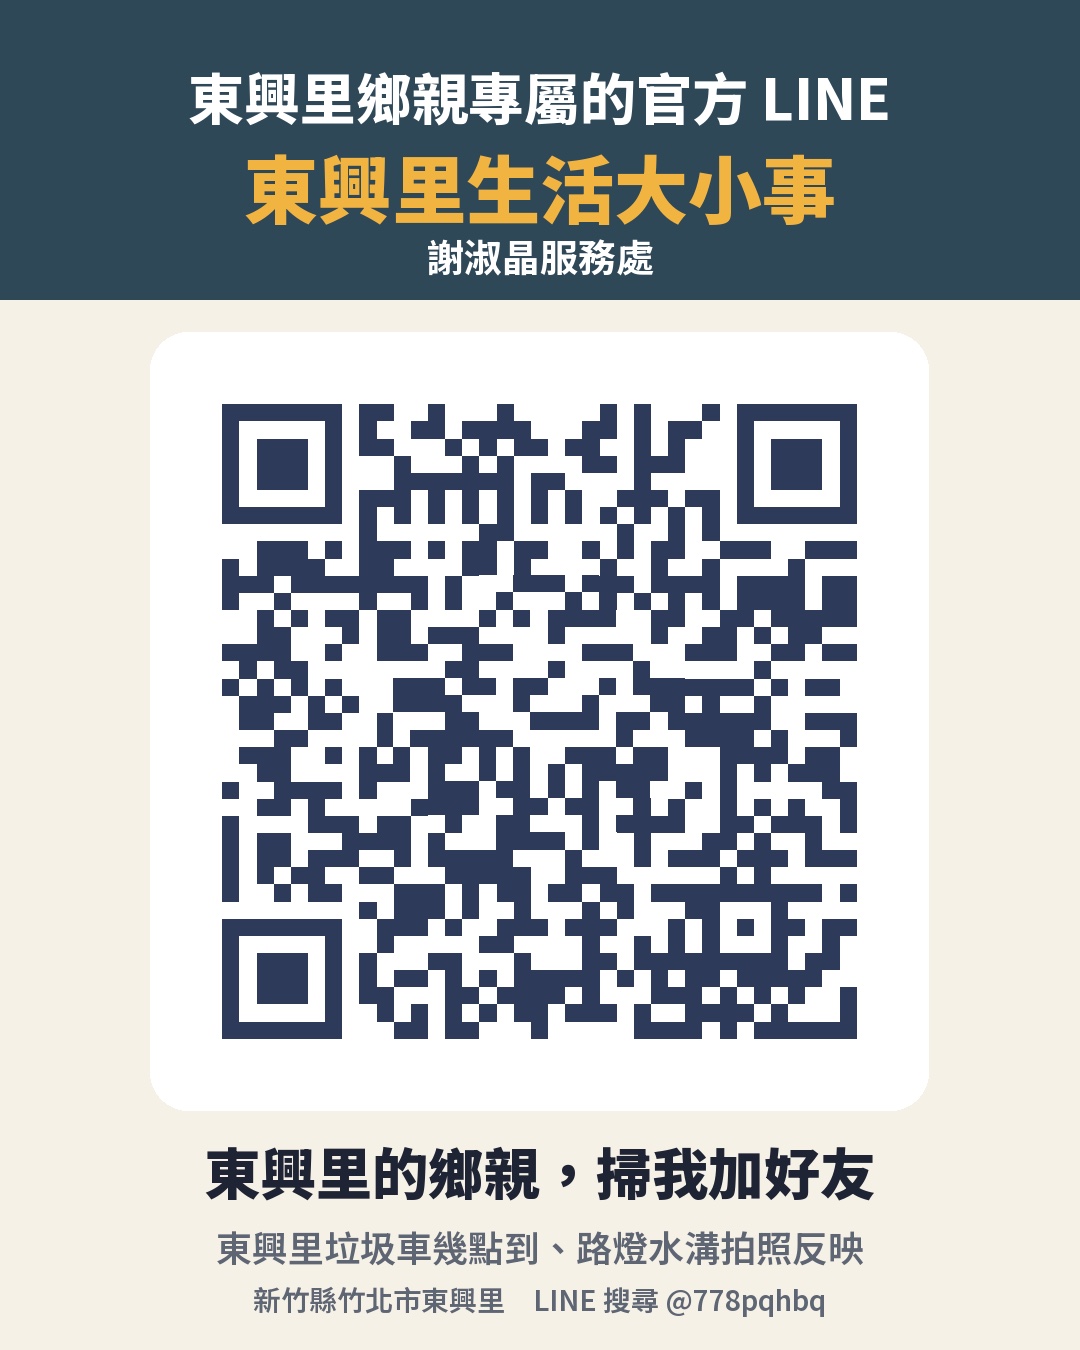 東興里鄉親專屬的官方 LINE
東興里生活大小事
謝淑晶服務處
東興里的鄉親，掃我加好友
東興里垃圾車幾點到、路燈水溝拍照反映
新竹縣竹北市東興里　LINE 搜尋 @778pqhbq